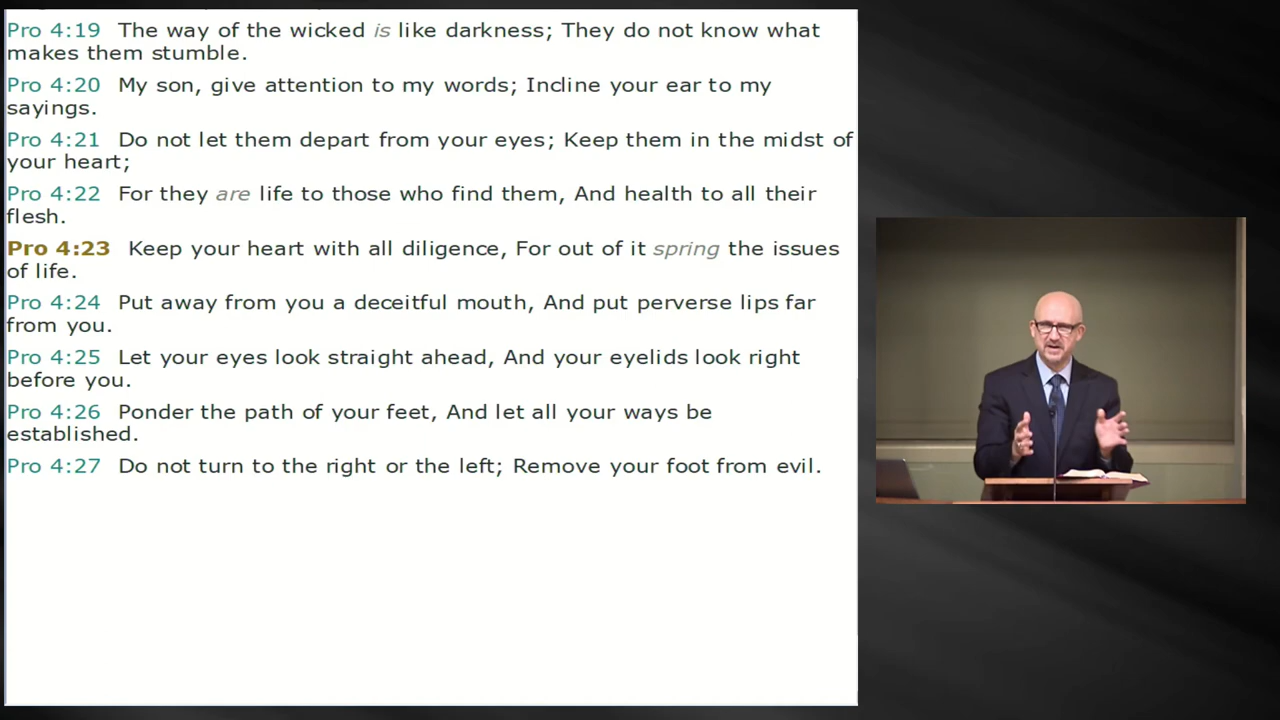 Pro 4:19 The way of the wicked is like darkness; They do not know what
makes them stumble.
Pro 4:20 My son, give attention to my words; Incline your ear to my
sayings.
Pro 4:21 Do not let them depart from your eyes; Keep them in the midst of
your heart;
Pro 4:22 For they are life to those who find them, And health to all their
flesh.
Pro 4:23 Keep your heart with all diligence, For out of it spring the issues
of life.
Pro 4:24 Put away from you a deceitful mouth, And put perverse lips far
from you.
Pro 4:25 Let your eyes look straight ahead, And your eyelids look right
before you.
Pro 4:26 Ponder the path of your feet, And let all your ways be
established.
Pro 4:27 Do not turn to the right or the left; Remove your foot from evil.